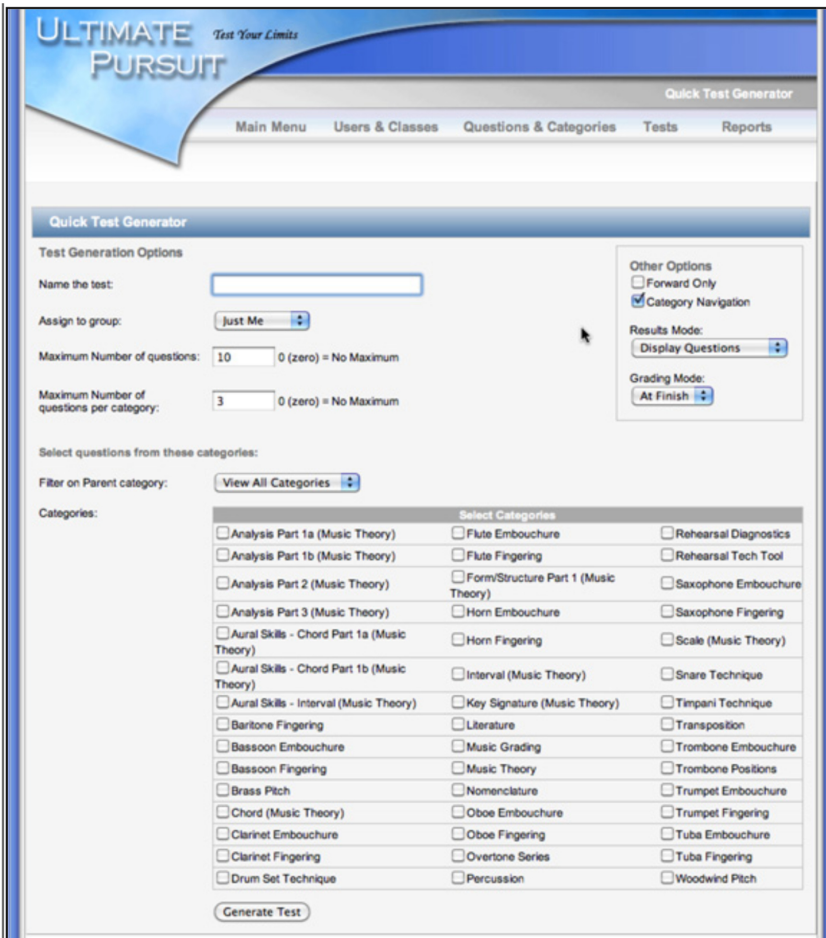 ULTIMATE
PURSUIT
Test Your Limits
Quick Test Generator
Main Menu Users & Classes Questions & Categories Tests Reports
Quick Test Generator
Test Generation Options
Name the test:
Assign to group: Just Me
Maximum Number of questions: 10 0 (zero) = No Maximum
Maximum Number of
questions per category: 3 0 (zero) = No Maximum
Other Options
Forward Only
Category Navigation
Results Mode:
Display Questions
Grading Mode:
At Finish
Select questions from these categories:
Filter on Parent category: View All Categories
Categories:
Select Categories
Analysis Part 1a (Music Theory) Flute Embouchure Rehearsal Diagnostics
Analysis Part 1b (Music Theory) Flute Fingering Rehearsal Tech Tool
Analysis Part 2 (Music Theory) Form/Structure Part 1 (Music
Theory) Saxophone Embouchure
Analysis Part 3 (Music Theory) Horn Embouchure Saxophone Fingering
Aural Skills - Chord Part 1a (Music
Theory) Horn Fingering Scale (Music Theory)
Aural Skills - Chord Part 1b (Music
Theory) Interval (Music Theory) Snare Technique
Aural Skills - Interval (Music Theory) Key Signature (Music Theory) Timpani Technique
Baritone Fingering Literature Transposition
Bassoon Embouchure Music Grading Trombone Embouchure
Bassoon Fingering Music Theory Trombone Positions
Brass Pitch Nomenclature Trumpet Embouchure
Chord (Music Theory) Oboe Embouchure Trumpet Fingering
Clarinet Embouchure Oboe Fingering Tuba Embouchure
Clarinet Fingering Overtone Series Tuba Fingering
Drum Set Technique Percussion Woodwind Pitch
Generate Test